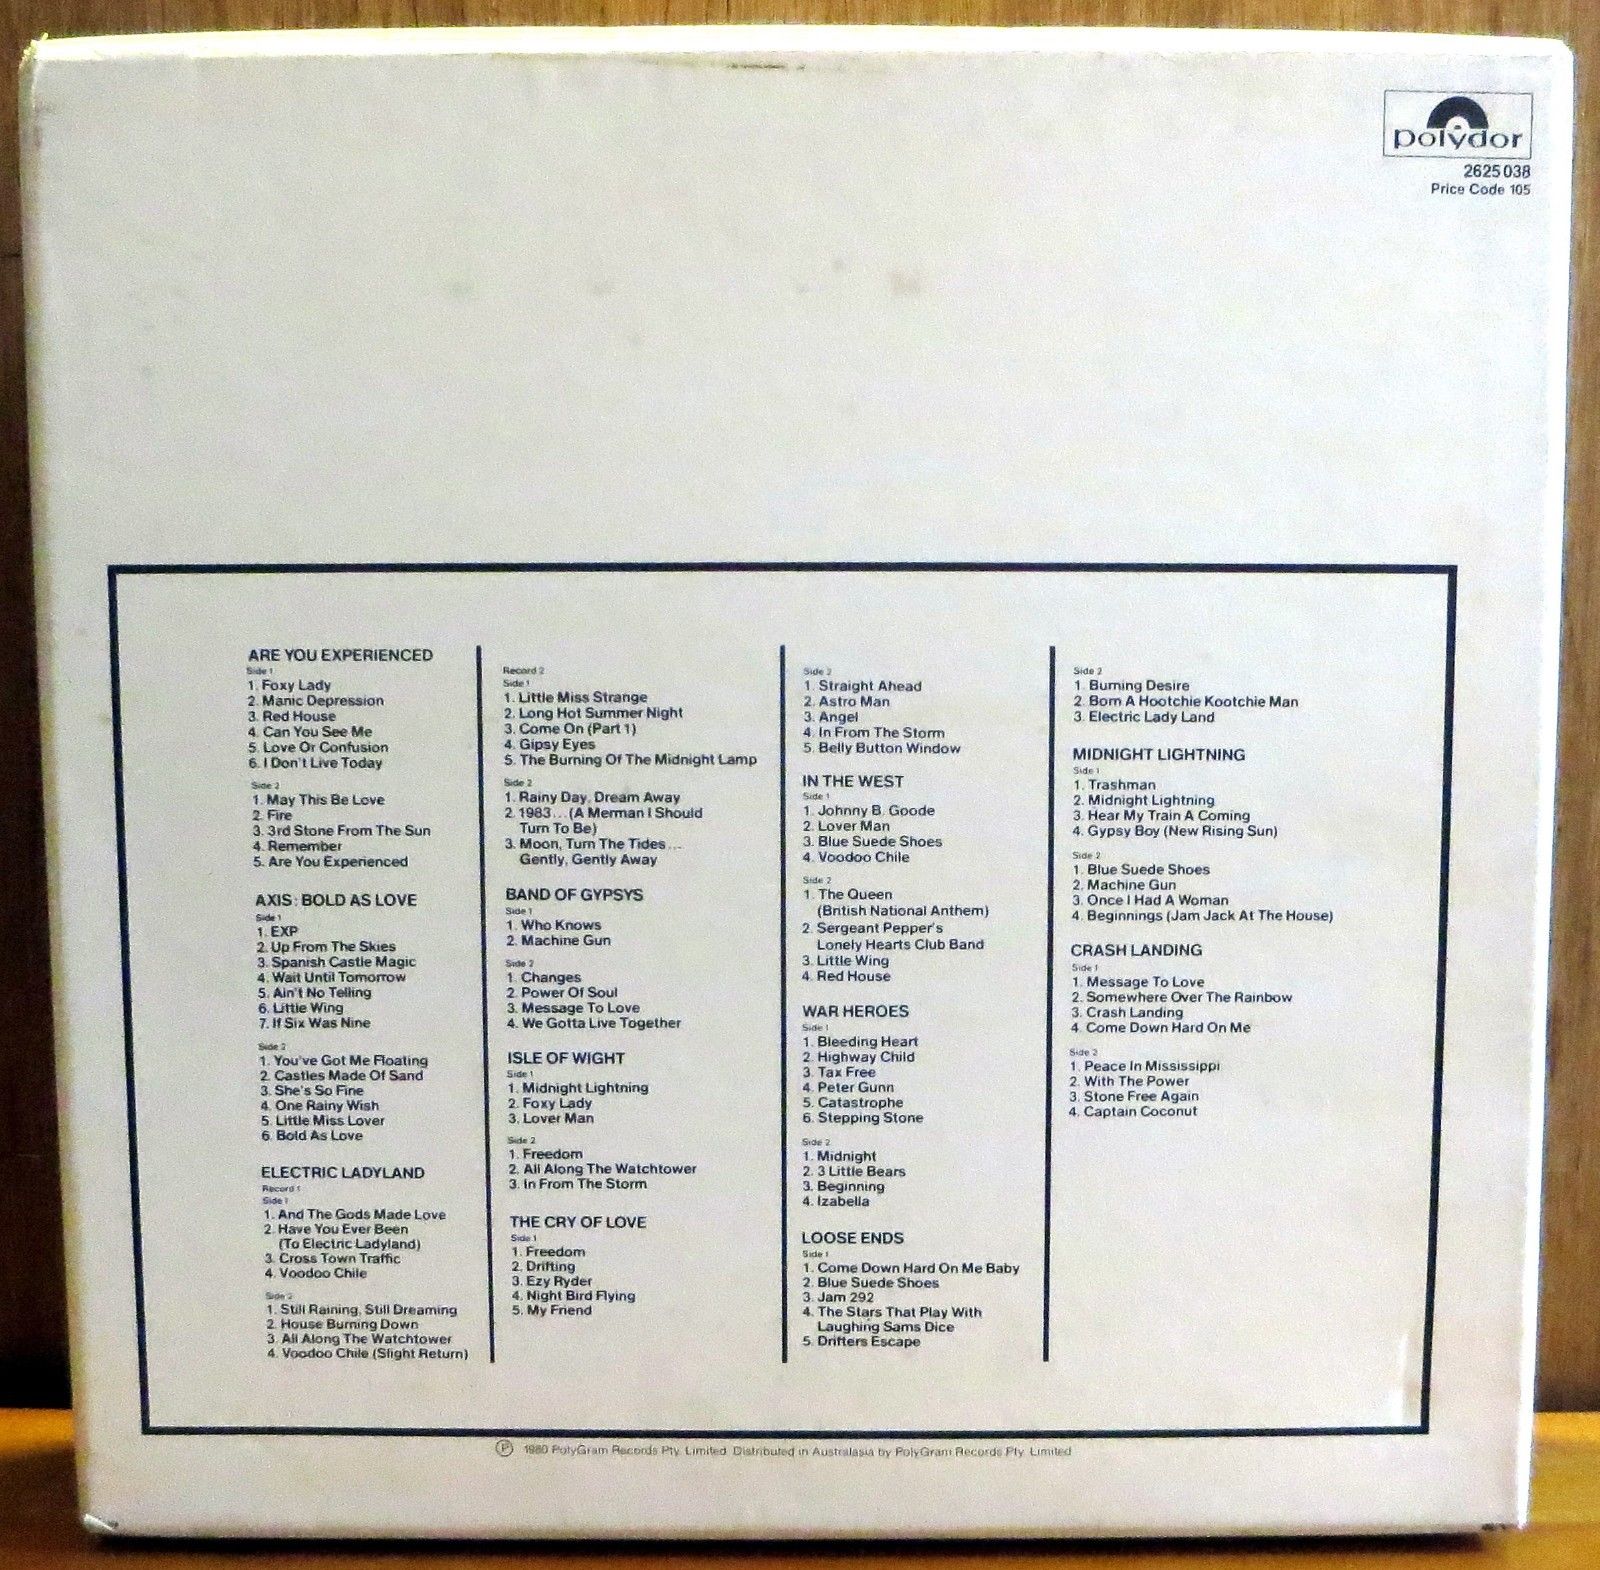 polydor
2625 038
Price Code 105
ARE YOU EXPERIENCED
Side 1
1. Foxy Lady
2. Manic Depression
3. Red House
4. Can You See Me
5. Love Or Confusion
6. I Don't Live Today
Side 2
1. May This Be Love
2. Fire
3. 3rd Stone From The Sun
4. Remember
5. Are You Experienced
AXIS: BOLD AS LOVE
Side 1
1. EXP
2. Up From The Skies
3. Spanish Castle Magic
4. Wait Until Tomorrow
5. Ain't No Telling
6. Little Wing
7. If Six Was Nine
Side 2
1. You've Got Me Floating
2. Castles Made Of Sand
3. She's So Fine
4. One Rainy Wish
5. Little Miss Lover
6. Bold As Love
ELECTRIC LADYLAND
Record 1
Side 1
1. And The Gods Made Love
2. Have You Ever Been
(To Electric Ladyland)
3. Cross Town Traffic
4. Voodoo Chile
Side 2
1. Still Raining, Still Dreaming
2. House Burning Down
3. All Along The Watchtower
4. Voodoo Chile (Slight Return)
Record 2
Side 1
1. Little Miss Strange
2. Long Hot Summer Night
3. Come On (Part 1)
4. Gipsy Eyes
5. The Burning Of The Midnight Lamp
Side 2
1. Rainy Day, Dream Away
2. 1983... (A Merman I Should
Turn To Be)
3. Moon, Turn The Tides...
Gently, Gently Away
BAND OF GYPSYS
Side 1
1. Who Knows
2. Machine Gun
Side 2
1. Changes
2. Power Of Soul
3. Message To Love
4. We Gotta Live Together
ISLE OF WIGHT
Side 1
1. Midnight Lightning
2. Foxy Lady
3. Lover Man
Side 2
1. Freedom
2. All Along The Watchtower
3. In From The Storm
THE CRY OF LOVE
Side 1
1. Freedom
2. Drifting
3. Ezy Ryder
4. Night Bird Flying
5. My Friend
Side 2
1. Straight Ahead
2. Astro Man
3. Angel
4. In From The Storm
5. Belly Button Window
IN THE WEST
Side 1
1. Johnny B. Goode
2. Lover Man
3. Blue Suede Shoes
4. Voodoo Chile
Side 2
1. The Queen
(British National Anthem)
2. Sergeant Pepper's
Lonely Hearts Club Band
3. Little Wing
4. Red House
WAR HEROES
Side 1
1. Bleeding Heart
2. Highway Child
3. Tax Free
4. Peter Gunn
5. Catastrophe
6. Stepping Stone
Side 2
1. Midnight
2. 3 Little Bears
3. Beginning
4. Izabella
LOOSE ENDS
Side 1
1. Come Down Hard On Me Baby
2. Blue Suede Shoes
3. Jam 292
4. The Stars That Play With
Laughing Sams Dice
5. Drifters Escape
Side 2
1. Burning Desire
2. Born A Hootchie Kootchie Man
3. Electric Lady Land
MIDNIGHT LIGHTNING
Side 1
1. Trashman
2. Midnight Lightning
3. Hear My Train A Coming
4. Gypsy Boy (New Rising Sun)
Side 2
1. Blue Suede Shoes
2. Machine Gun
3. Once I Had A Woman
4. Beginnings (Jam Jack At The House)
CRASH LANDING
Side 1
1. Message To Love
2. Somewhere Over The Rainbow
3. Crash Landing
4. Come Down Hard On Me
Side 2
1. Peace In Mississippi
2. With The Power
3. Stone Free Again
4. Captain Coconut
Ⓟ 1980 PolyGram Records Pty. Limited. Distributed in Australasia by PolyGram Records Pty. Limited